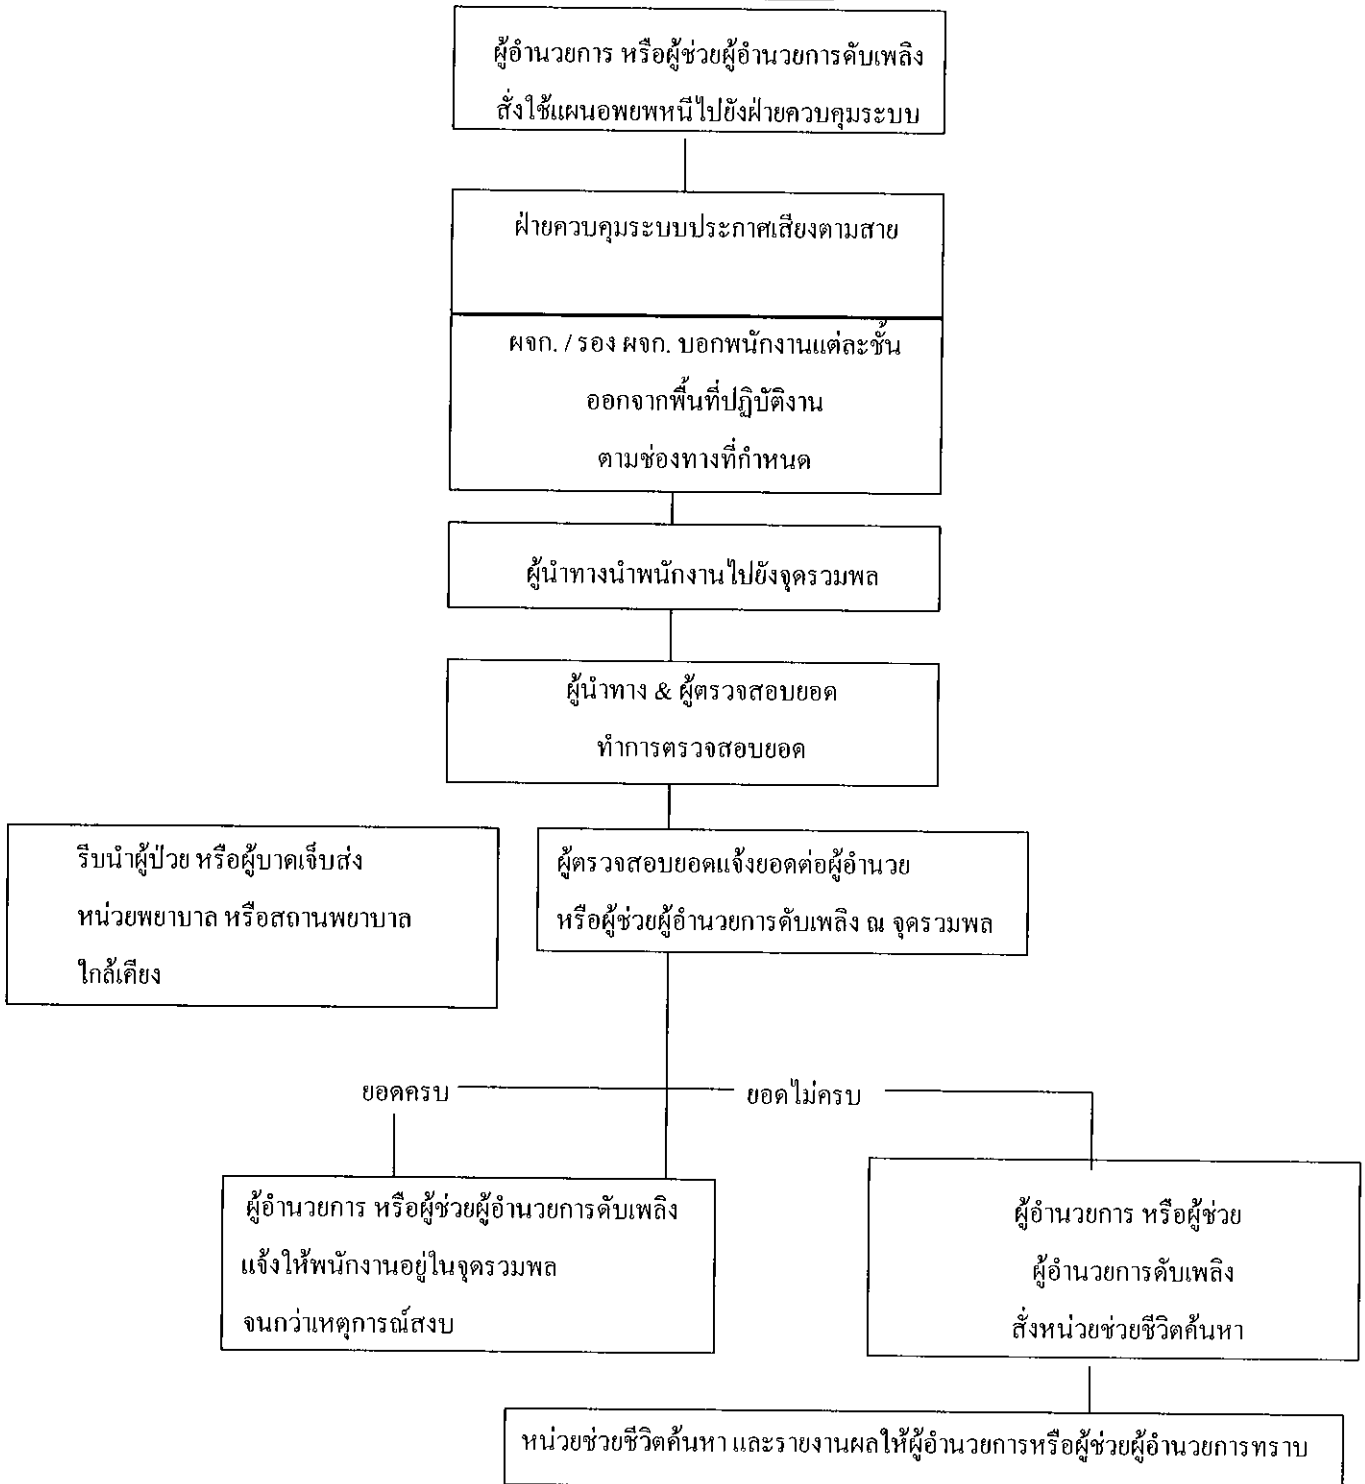 ผู้อำนวยการ หรือผู้ช่วยผู้อำนวยการดับเพลิง
สั่งใช้แผนอพยพหนีไปยังฝ่ายควบคุมระบบ
ฝ่ายควบคุมระบบประกาศเสียงตามสาย
ผจก. / รอง ผจก. บอกพนักงานแต่ละชั้น
ออกจากพื้นที่ปฏิบัติงาน
ตามช่องทางที่กำหนด
ผู้นำทางนำพนักงานไปยังจุดรวมพล
ผู้นำทาง & ผู้ตรวจสอบยอด
ทำการตรวจสอบยอด
รีบนำผู้ป่วย หรือผู้บาดเจ็บส่ง
หน่วยพยาบาล หรือสถานพยาบาล
ใกล้เคียง
ผู้ตรวจสอบยอดแจ้งยอดต่อผู้อำนวย
หรือผู้ช่วยผู้อำนวยการดับเพลิง ณ จุดรวมพล
ยอดครบ
ยอดไม่ครบ
ผู้อำนวยการ หรือผู้ช่วยผู้อำนวยการดับเพลิง
แจ้งให้พนักงานอยู่ในจุดรวมพล
จนกว่าเหตุการณ์สงบ
ผู้อำนวยการ หรือผู้ช่วย
ผู้อำนวยการดับเพลิง
สั่งหน่วยช่วยชีวิตค้นหา
หน่วยช่วยชีวิตค้นหา และรายงานผลให้ผู้อำนวยการหรือผู้ช่วยผู้อำนวยการทราบ